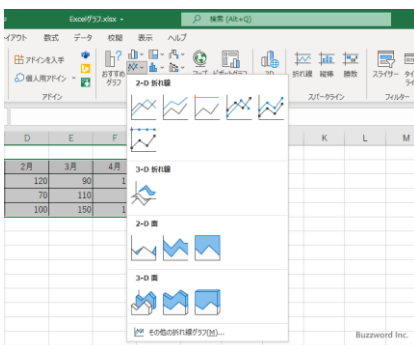 Excelグラフ.xlsx
検索 (Alt+Q)
イアウト 数式 データ 校閲 表示 ヘルプ
アドインを入手
個人用アドイン
おすすめ
グラフ
マップ ピボットグラフ 3D
折れ線 縦棒 勝敗
スライサー タイ
アドイン
スパークライン
フィルター
2-D 折れ線
3-D 折れ線
2-D 面
3-D 面
その他の折れ線グラフ(M)...
D E F K L M
2月 3月 4月
120 90 1
70 110
100 150 1
Buzzword Inc.